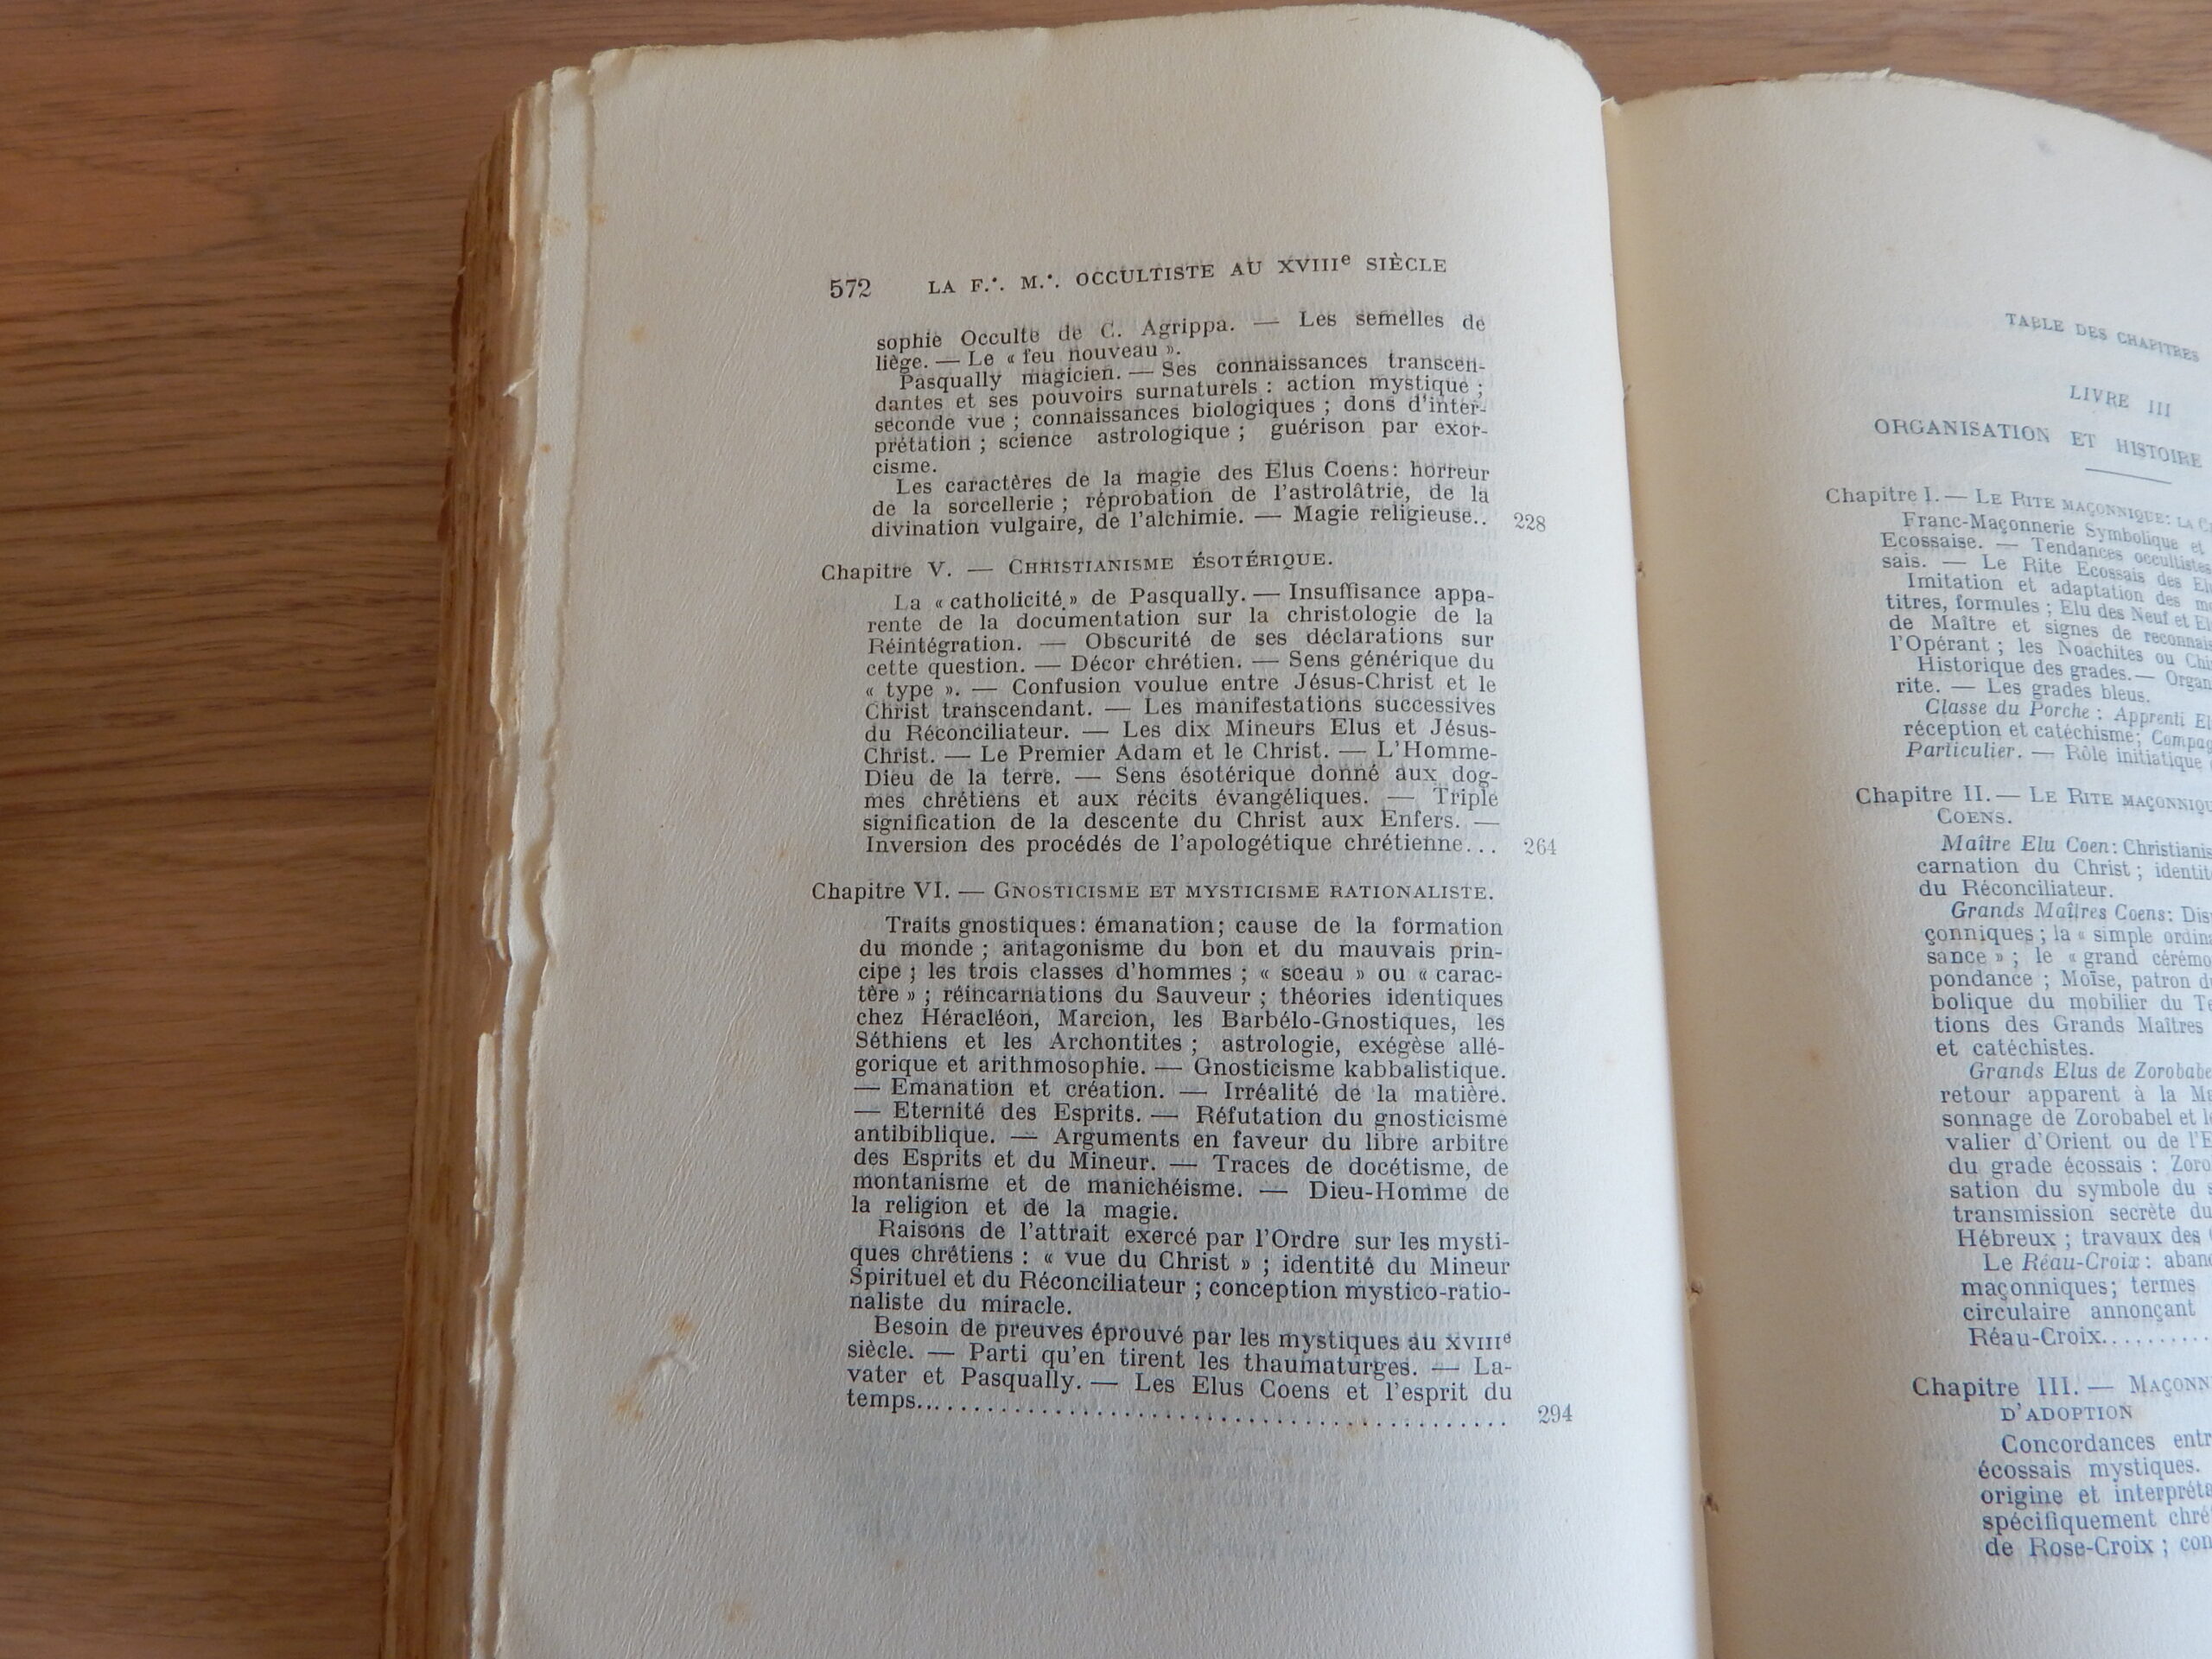 572 LA F.·. M.·. OCCULTISTE AU XVIIIe SIÈCLE
sophie Occulte de C. Agrippa. — Les semelles de
liège. — Le « feu nouveau ».
Pasqually magicien. — Ses connaissances transcen-
dantes et ses pouvoirs surnaturels : action mystique ;
seconde vue ; connaissances biologiques ; dons d'inter-
prétation ; science astrologique ; guérison par exor-
cisme.
Les caractères de la magie des Elus Coens : horreur
de la sorcellerie ; réprobation de l'astrolâtrie, de la
divination vulgaire, de l'alchimie. — Magie religieuse.. 228
Chapitre V. — CHRISTIANISME ÉSOTÉRIQUE.
La « catholicité » de Pasqually. — Insuffisance appa-
rente de la documentation sur la christologie de la
Réintégration. — Obscurité de ses déclarations sur
cette question. — Décor chrétien. — Sens générique du
« type ». — Confusion voulue entre Jésus-Christ et le
Christ transcendant. — Les manifestations successives
du Réconciliateur. — Les dix Mineurs Elus et Jésus-
Christ. — Le Premier Adam et le Christ. — L'Homme-
Dieu de la terre. — Sens ésotérique donné aux dog-
mes chrétiens et aux récits évangéliques. — Triple
signification de la descente du Christ aux Enfers. —
Inversion des procédés de l'apologétique chrétienne... 264
Chapitre VI. — GNOSTICISME ET MYSTICISME RATIONALISTE.
Traits gnostiques : émanation ; cause de la formation
du monde ; antagonisme du bon et du mauvais prin-
cipe ; les trois classes d'hommes ; « sceau » ou « carac-
tère » ; réincarnations du Sauveur ; théories identiques
chez Héracléon, Marcion, les Barbélo-Gnostiques, les
Séthiens et les Archontites ; astrologie, exégèse allé-
gorique et arithmosophie. — Gnosticisme kabbalistique.
— Emanation et création. — Irréalité de la matière.
— Eternité des Esprits. — Réfutation du gnosticisme
antibiblique. — Arguments en faveur du libre arbitre
des Esprits et du Mineur. — Traces de docétisme, de
montanisme et de manichéisme. — Dieu-Homme de
la religion et de la magie.
Raisons de l'attrait exercé par l'Ordre sur les mysti-
ques chrétiens : « vue du Christ » ; identité du Mineur
Spirituel et du Réconciliateur ; conception mystico-ratio-
naliste du miracle.
Besoin de preuves éprouvé par les mystiques au XVIIIe
siècle. — Parti qu'en tirent les thaumaturges. — La-
vater et Pasqually. — Les Elus Coens et l'esprit du
temps............................................. 294
TABLE DES CHAPITRES
LIVRE III
ORGANISATION ET HISTOIRE
Chapitre I. — LE RITE MAÇONNIQUE : LA
Franc-Maçonnerie Symbolique et
Ecossaise. — Tendances occultistes
sais. — Le Rite Ecossais des
Imitation et adaptation des
titres, formules ; Elu des Neuf et
de Maître et signes de
l'Opérant ; les Noachites ou
Historique des grades. —
rite. — Les grades bleus.
Classe du Porche : Apprenti
réception et catéchisme ;
Particulier. — Rôle initiatique
Chapitre II. — LE RITE
COENS.
Maître Elu Coen :
carnation du Christ ;
du Réconciliateur.
Grands Maîtres Coens :
çonniques ; la « simple
sance » ; le « grand
pondance ; Moïse, patron
bolique du mobilier du
tions des Grands Maîtres
et catéchistes.
Grands Elus de
retour apparent à la
sonnage de Zorobabel et
valier d'Orient ou de
du grade écossais :
sation du symbole du
transmission secrète du
Hébreux ; travaux des
Le Réau-Croix :
maçonniques ; termes
circulaire annonçant
Réau-Croix..........
Chapitre III. —
D'ADOPTION
Concordances
écossais mystiques.
origine et
spécifiquement
de Rose-Croix ;